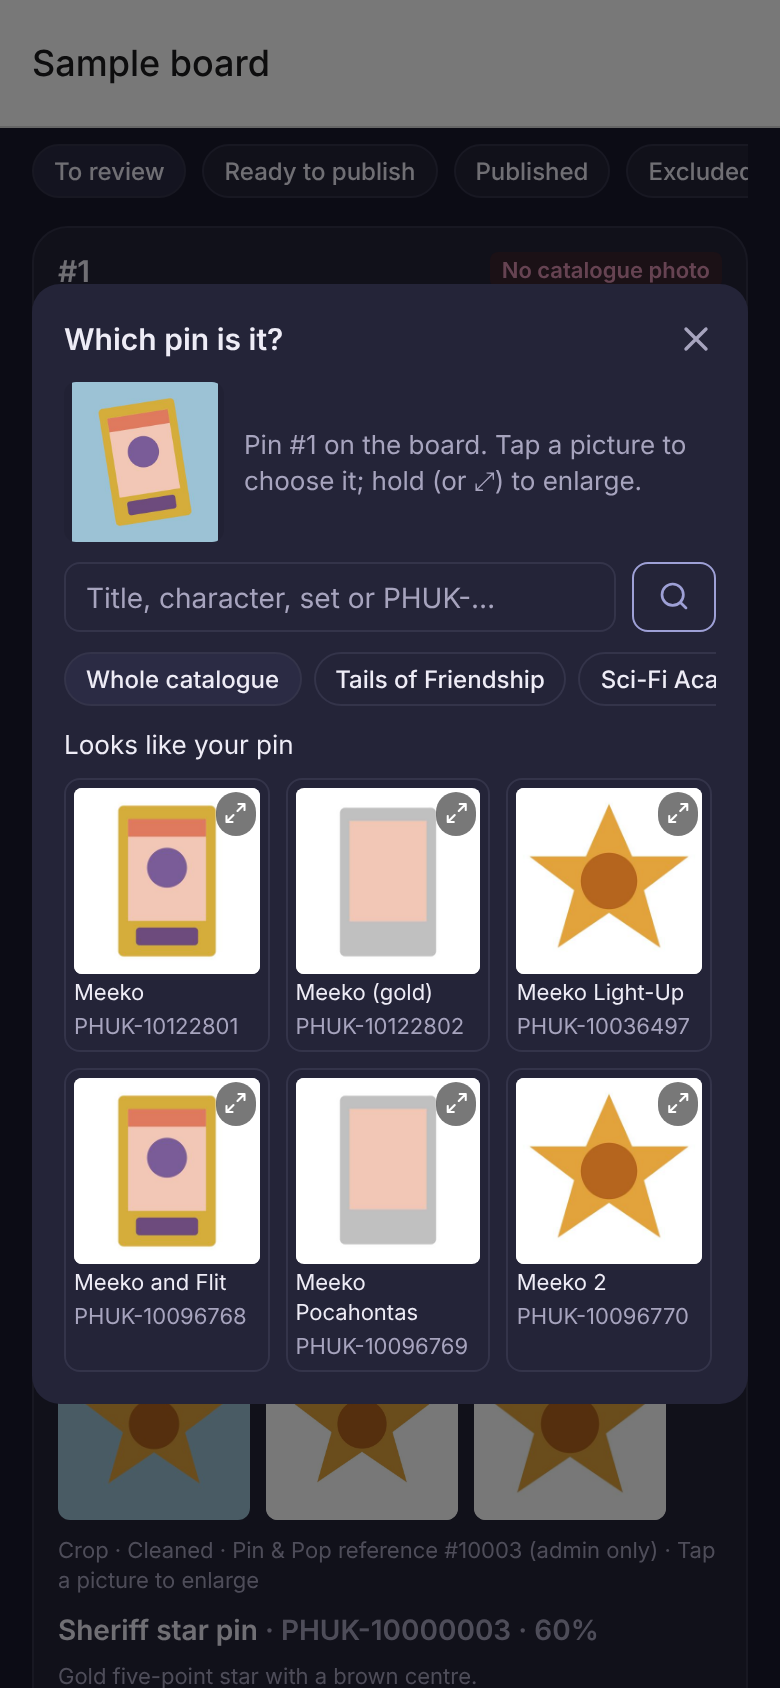 Sample board
To review
Ready to publish
Published
Excluded
#1
No catalogue photo
Which pin is it?
Pin #1 on the board. Tap a picture to
choose it; hold (or ⤢) to enlarge.
Title, character, set or PHUK-...
Whole catalogue
Tails of Friendship
Sci-Fi Aca
Looks like your pin
Meeko
PHUK-10122801
Meeko (gold)
PHUK-10122802
Meeko Light-Up
PHUK-10036497
Meeko and Flit
PHUK-10096768
Meeko
Pocahontas
PHUK-10096769
Meeko 2
PHUK-10096770
Crop · Cleaned · Pin & Pop reference #10003 (admin only) · Tap
a picture to enlarge
Sheriff star pin · PHUK-10000003 · 60%
Gold five-point star with a brown centre.